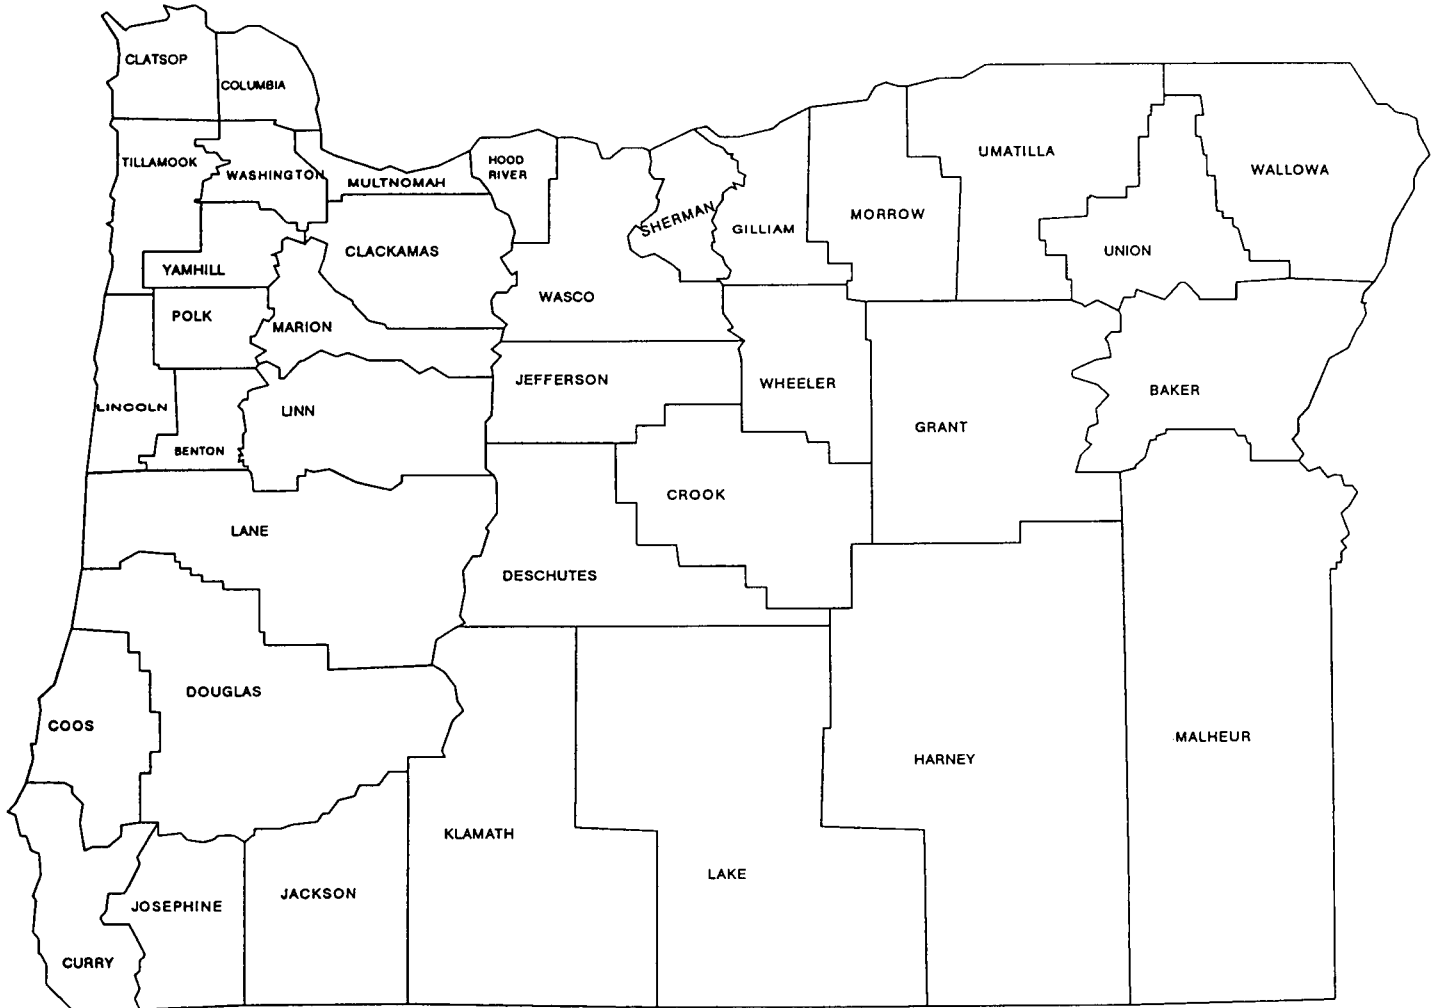 CLATSOP
COLUMBIA
TILLAMOOK
WASHINGTON
MULTNOMAH
HOOD
RIVER
SHERMAN
GILLIAM
MORROW
UMATILLA
WALLOWA
UNION
YAMHILL
CLACKAMAS
WASCO
POLK
MARION
JEFFERSON
WHEELER
BAKER
LINCOLN
LINN
BENTON
GRANT
CROOK
LANE
DESCHUTES
DOUGLAS
COOS
HARNEY
MALHEUR
KLAMATH
LAKE
JOSEPHINE
JACKSON
CURRY